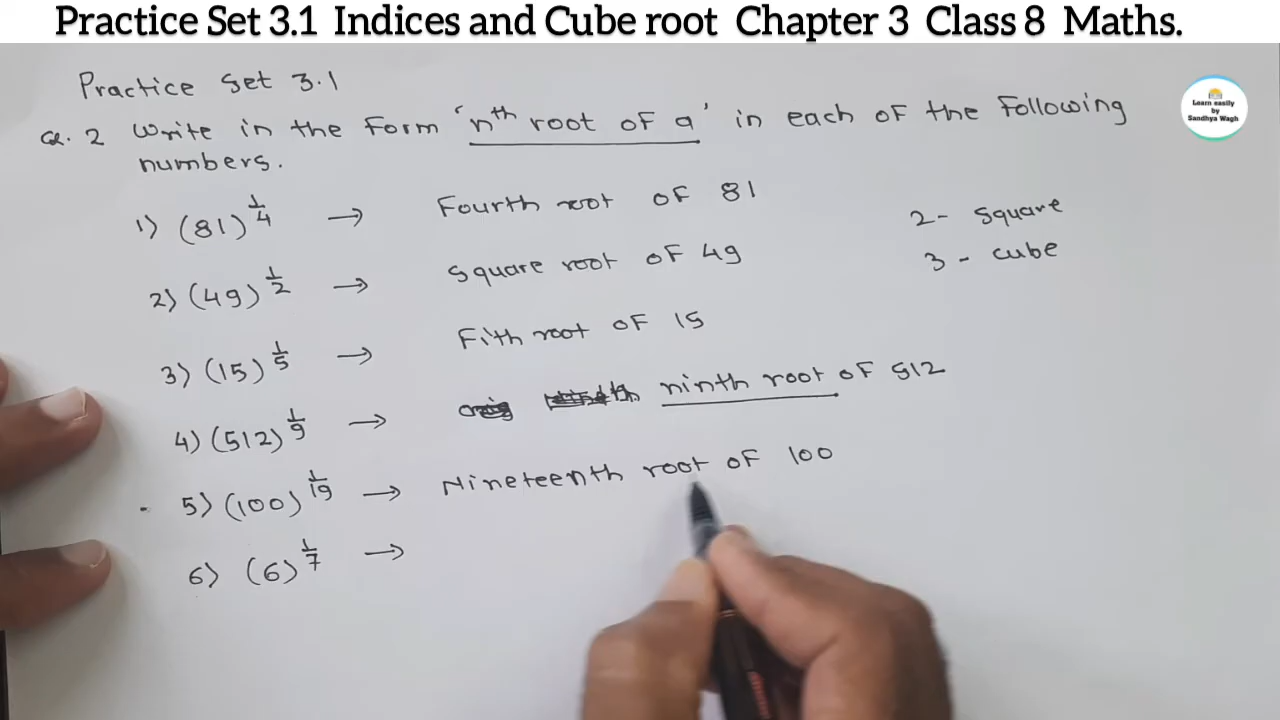 Practice Set 3.1 Indices and Cube root Chapter 3 Class 8 Maths.
Practice Set 3.1
Q. 2 Write in the form 'nth root of a' in each of the following
numbers.
Learn easily
by
Sandhya Wagh
1) (81)^1/4 → Fourth root of 81
2 - square
3 - cube
2) (49)^1/2 → square root of 49
3) (15)^1/5 → Fith root of 15
4) (512)^1/9 → ninth root of 512
5) (100)^1/19 → Nineteenth root of 100
6) (6)^1/7 →